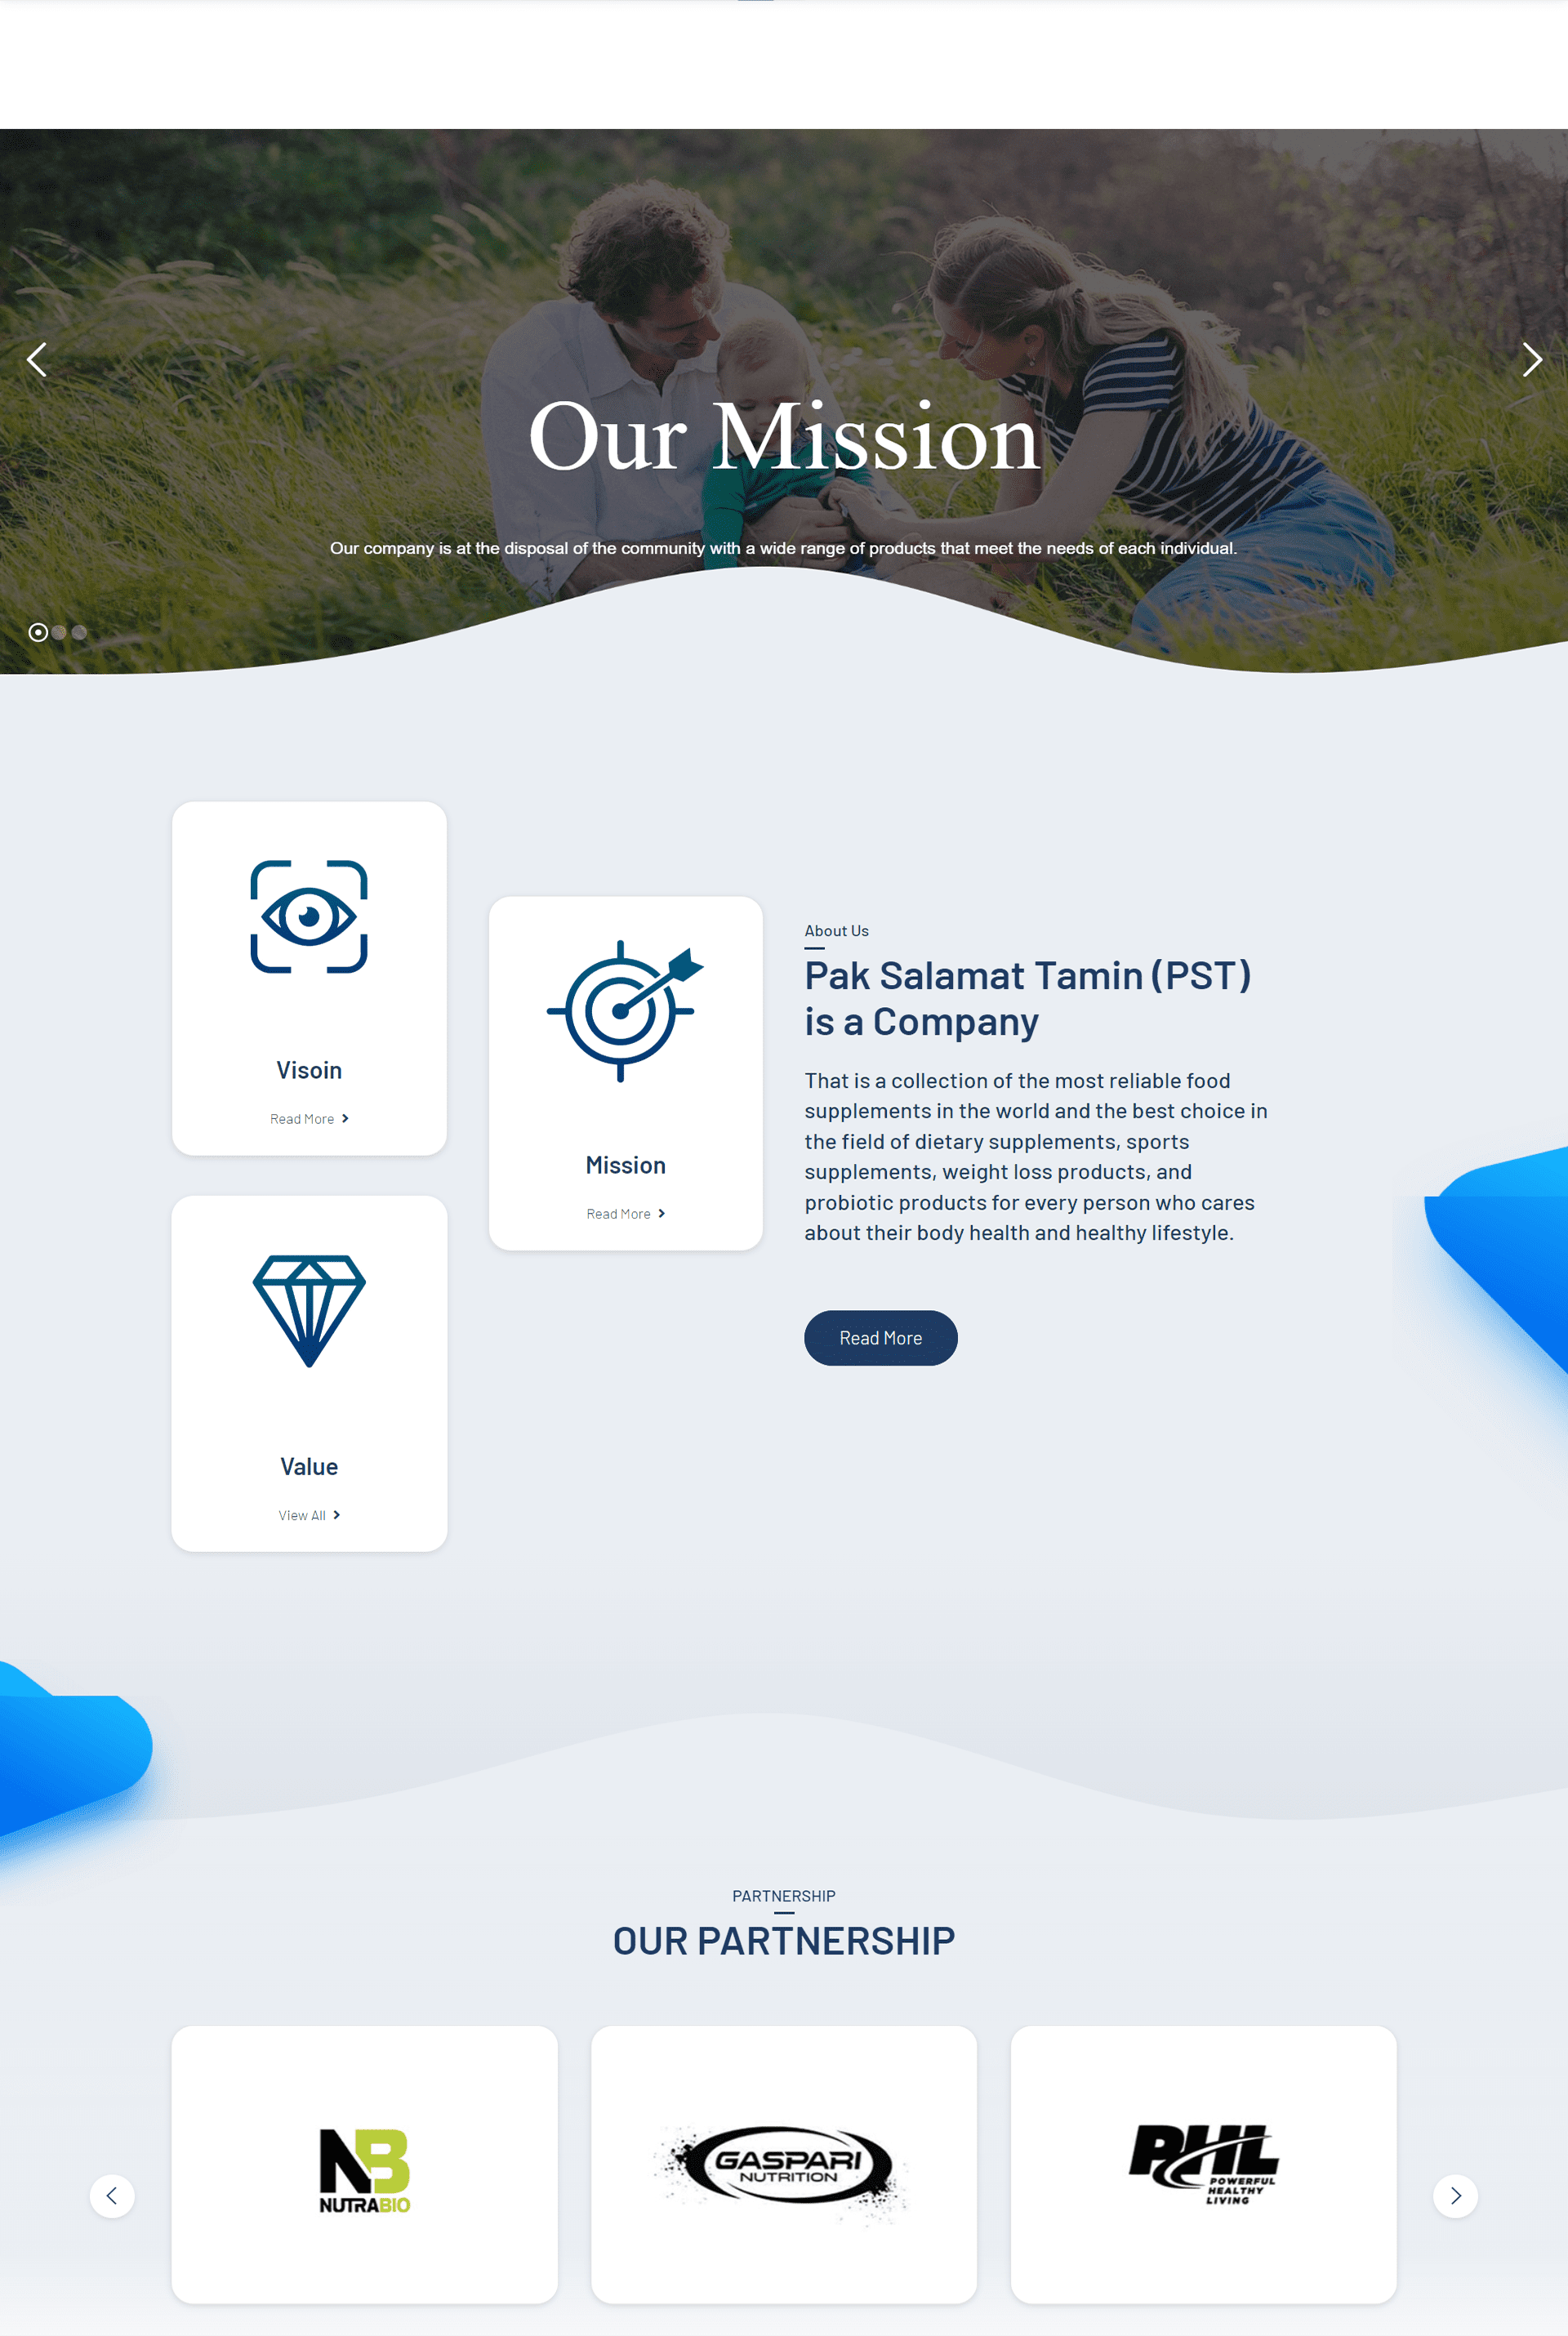 Our Mission
Our company is at the disposal of the community with a wide range of products that meet the needs of each individual.
Visoin
Read More
Mission
Read More
Value
View All
About Us
Pak Salamat Tamin (PST)
is a Company
That is a collection of the most reliable food
supplements in the world and the best choice in
the field of dietary supplements, sports
supplements, weight loss products, and
probiotic products for every person who cares
about their body health and healthy lifestyle.
Read More
PARTNERSHIP
OUR PARTNERSHIP
NB
NUTRABIO
GASPARI
NUTRITION
PHL
POWERFUL
HEALTHY
LIVING